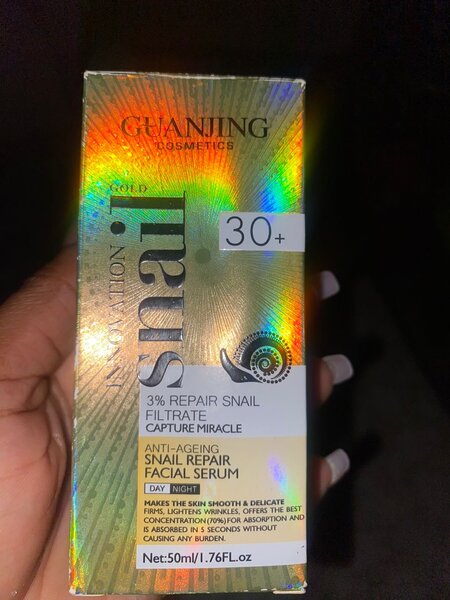 GUANJING
COSMETICS
GOLD
INNOVATION
snail
30+
3% REPAIR SNAIL
FILTRATE
CAPTURE MIRACLE
ANTI-AGEING
SNAIL REPAIR
FACIAL SERUM
DAY NIGHT
MAKES THE SKIN SMOOTH & DELICATE
FIRMS, LIGHTENS WRINKLES, OFFERS THE BEST
CONCENTRATION (70%) FOR ABSORPTION AND
IS ABSORBED IN 5 SECONDS WITHOUT
CAUSING ANY BURDEN.
Net:50ml/1.76FL.oz